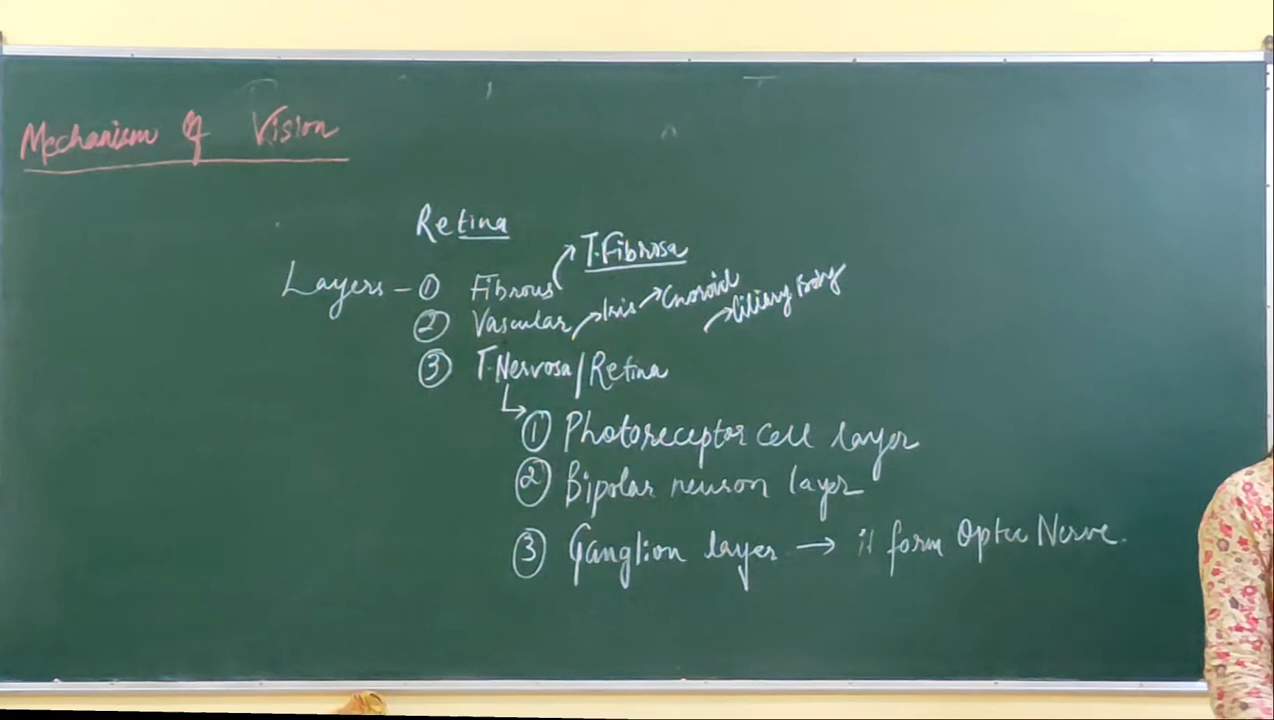 Mechanism of Vision
Retina
T.Fibrosa
Layers - ① Fibrous
② Vascular → Iris → Choroid → Ciliary Body
③ T.Nervosa/Retina
① Photoreceptor cell layer
② Bipolar neuron layer
③ Ganglion layer → it form Optic Nerve.